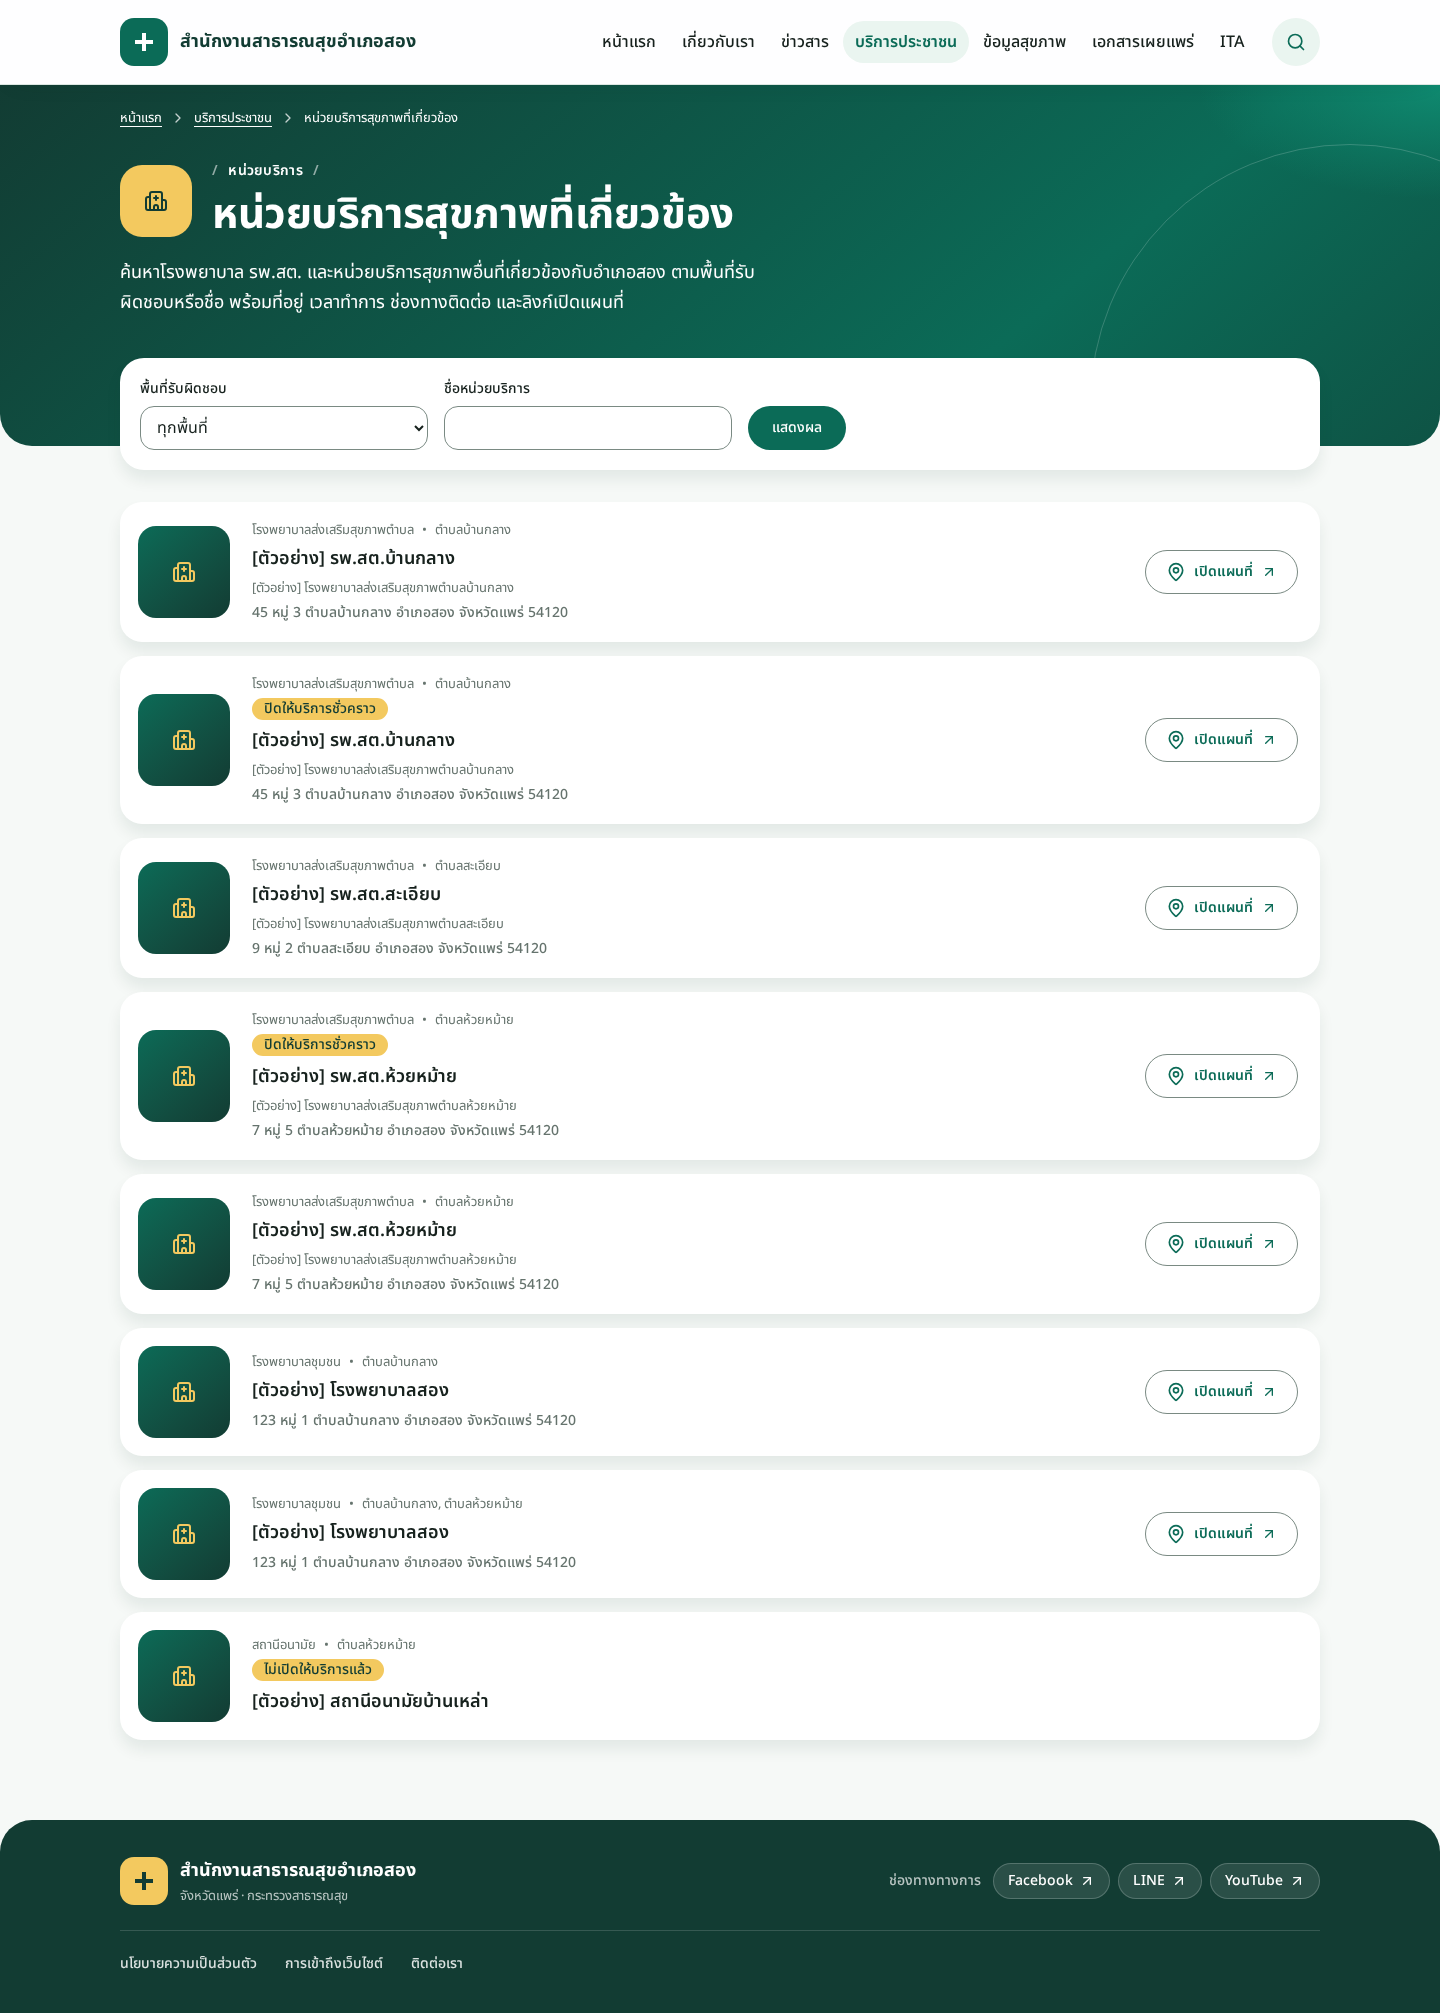 สำนักงานสาธารณสุขอำเภอสอง
หน้าแรก เกี่ยวกับเรา ข่าวสาร บริการประชาชน ข้อมูลสุขภาพ เอกสารเผยแพร่ ITA
หน้าแรก บริการประชาชน หน่วยบริการสุขภาพที่เกี่ยวข้อง
/ หน่วยบริการ /
หน่วยบริการสุขภาพที่เกี่ยวข้อง
ค้นหาโรงพยาบาล รพ.สต. และหน่วยบริการสุขภาพอื่นที่เกี่ยวข้องกับอำเภอสอง ตามพื้นที่รับ
ผิดชอบหรือชื่อ พร้อมที่อยู่ เวลาทำการ ช่องทางติดต่อ และลิงก์เปิดแผนที่
พื้นที่รับผิดชอบ ชื่อหน่วยบริการ
ทุกพื้นที่ แสดงผล
โรงพยาบาลส่งเสริมสุขภาพตำบล • ตำบลบ้านกลาง
[ตัวอย่าง] รพ.สต.บ้านกลาง
เปิดแผนที่
[ตัวอย่าง] โรงพยาบาลส่งเสริมสุขภาพตำบลบ้านกลาง
45 หมู่ 3 ตำบลบ้านกลาง อำเภอสอง จังหวัดแพร่ 54120
โรงพยาบาลส่งเสริมสุขภาพตำบล • ตำบลบ้านกลาง
ปิดให้บริการชั่วคราว
[ตัวอย่าง] รพ.สต.บ้านกลาง
เปิดแผนที่
[ตัวอย่าง] โรงพยาบาลส่งเสริมสุขภาพตำบลบ้านกลาง
45 หมู่ 3 ตำบลบ้านกลาง อำเภอสอง จังหวัดแพร่ 54120
โรงพยาบาลส่งเสริมสุขภาพตำบล • ตำบลสะเอียบ
[ตัวอย่าง] รพ.สต.สะเอียบ
เปิดแผนที่
[ตัวอย่าง] โรงพยาบาลส่งเสริมสุขภาพตำบลสะเอียบ
9 หมู่ 2 ตำบลสะเอียบ อำเภอสอง จังหวัดแพร่ 54120
โรงพยาบาลส่งเสริมสุขภาพตำบล • ตำบลห้วยหม้าย
ปิดให้บริการชั่วคราว
[ตัวอย่าง] รพ.สต.ห้วยหม้าย
เปิดแผนที่
[ตัวอย่าง] โรงพยาบาลส่งเสริมสุขภาพตำบลห้วยหม้าย
7 หมู่ 5 ตำบลห้วยหม้าย อำเภอสอง จังหวัดแพร่ 54120
โรงพยาบาลส่งเสริมสุขภาพตำบล • ตำบลห้วยหม้าย
[ตัวอย่าง] รพ.สต.ห้วยหม้าย
เปิดแผนที่
[ตัวอย่าง] โรงพยาบาลส่งเสริมสุขภาพตำบลห้วยหม้าย
7 หมู่ 5 ตำบลห้วยหม้าย อำเภอสอง จังหวัดแพร่ 54120
โรงพยาบาลชุมชน • ตำบลบ้านกลาง
[ตัวอย่าง] โรงพยาบาลสอง
เปิดแผนที่
123 หมู่ 1 ตำบลบ้านกลาง อำเภอสอง จังหวัดแพร่ 54120
โรงพยาบาลชุมชน • ตำบลบ้านกลาง, ตำบลห้วยหม้าย
[ตัวอย่าง] โรงพยาบาลสอง
เปิดแผนที่
123 หมู่ 1 ตำบลบ้านกลาง อำเภอสอง จังหวัดแพร่ 54120
สถานีอนามัย • ตำบลห้วยหม้าย
ไม่เปิดให้บริการแล้ว
[ตัวอย่าง] สถานีอนามัยบ้านเหล่า
สำนักงานสาธารณสุขอำเภอสอง
จังหวัดแพร่ · กระทรวงสาธารณสุข
ช่องทางทางการ Facebook LINE YouTube
นโยบายความเป็นส่วนตัว การเข้าถึงเว็บไซต์ ติดต่อเรา